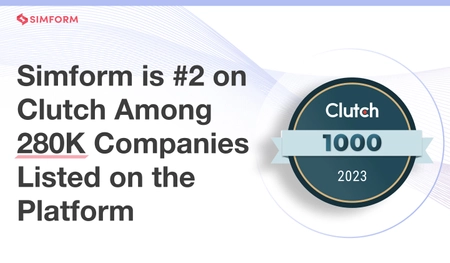 SIMFORM
Simform is #2 on
Clutch Among
280K Companies
Listed on the
Platform
Clutch
1000
2023